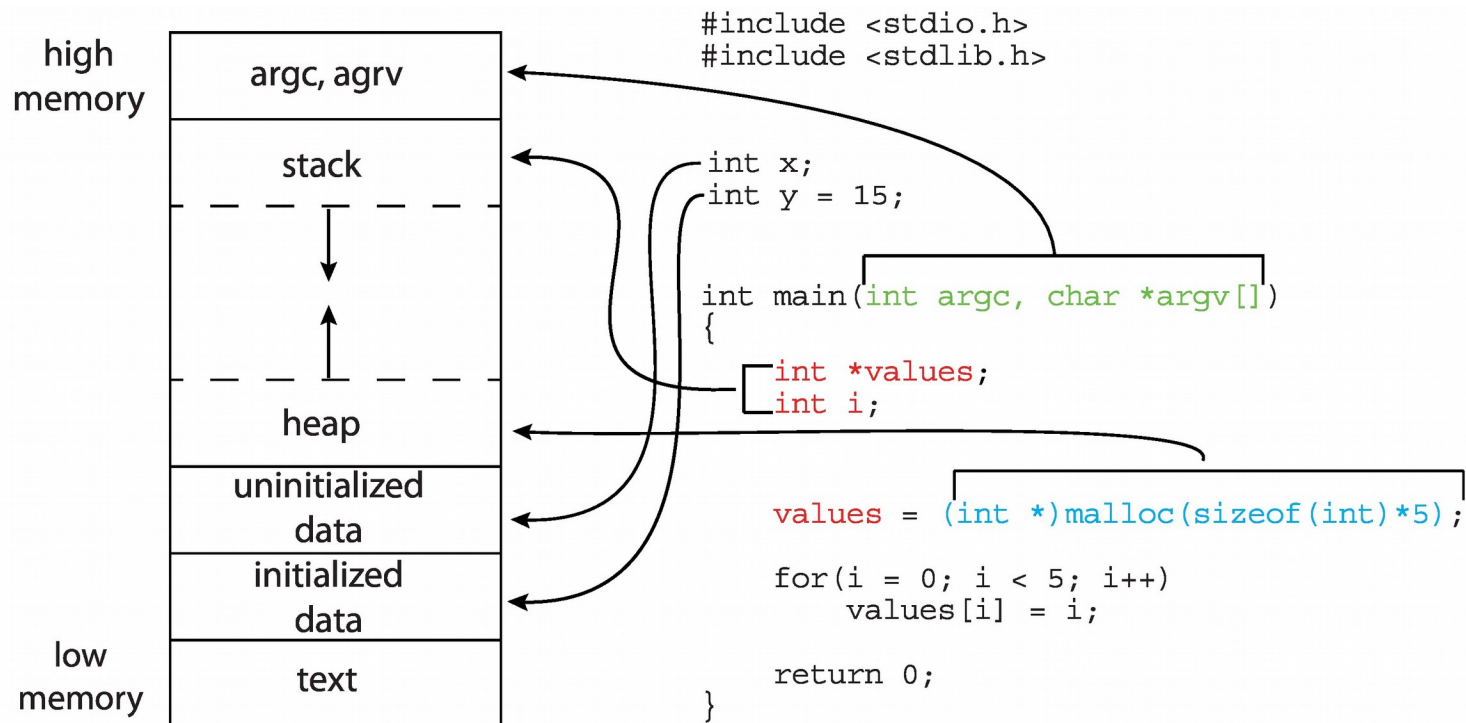 high
memory
argc, agrv
stack
heap
uninitialized
data
initialized
data
low
memory
text
#include <stdio.h>
#include <stdlib.h>
int x;
int y = 15;
int main(int argc, char *argv[])
{
int *values;
int i;
values = (int *)malloc(sizeof(int)*5);
for(i = 0; i < 5; i++)
values[i] = i;
return 0;
}